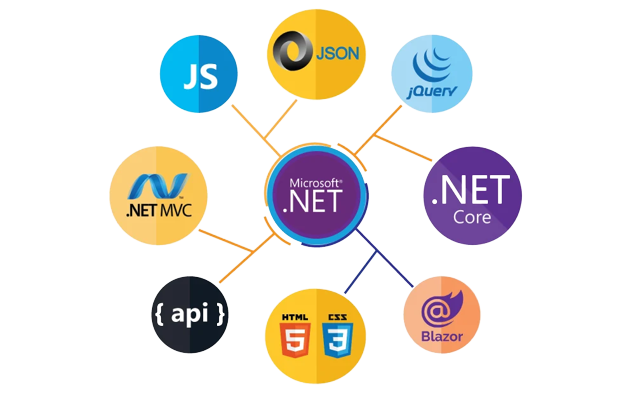 JS
JSON
jQuery
Microsoft®
.NET
.NET MVC
.NET
Core
{ api }
HTML
5
CSS
3
@
Blazor